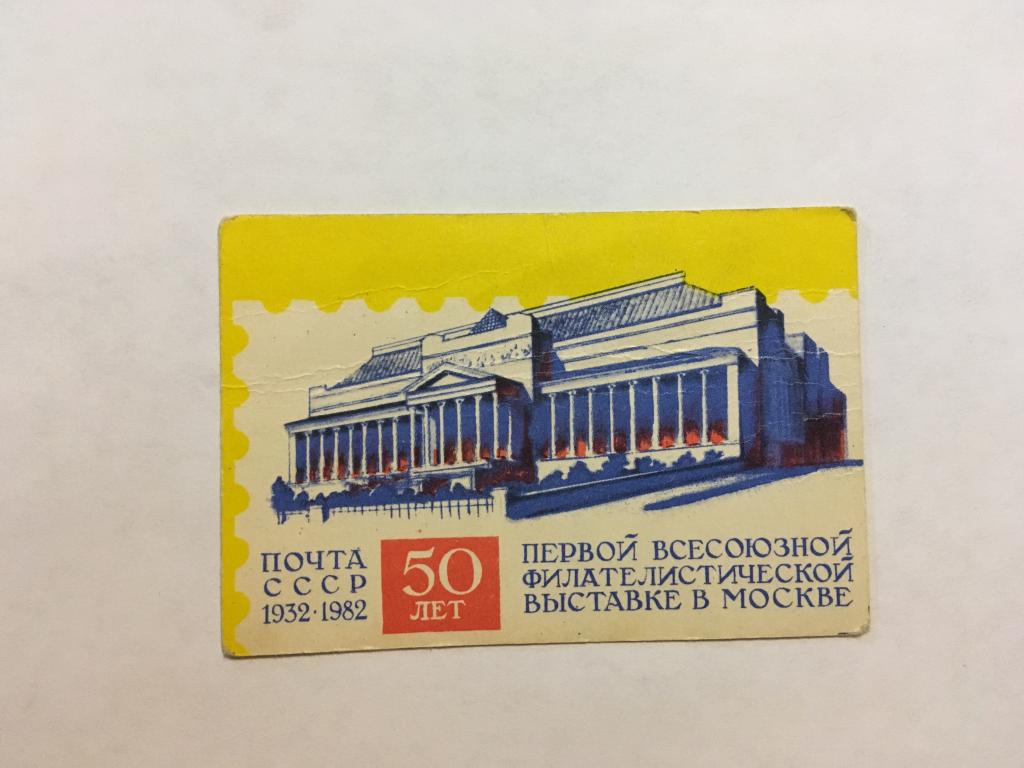 ПОЧТА
СССР
1932·1982
50
ЛЕТ
ПЕРВОЙ ВСЕСОЮЗНОЙ
ФИЛАТЕЛИСТИЧЕСКОЙ
ВЫСТАВКЕ В МОСКВЕ